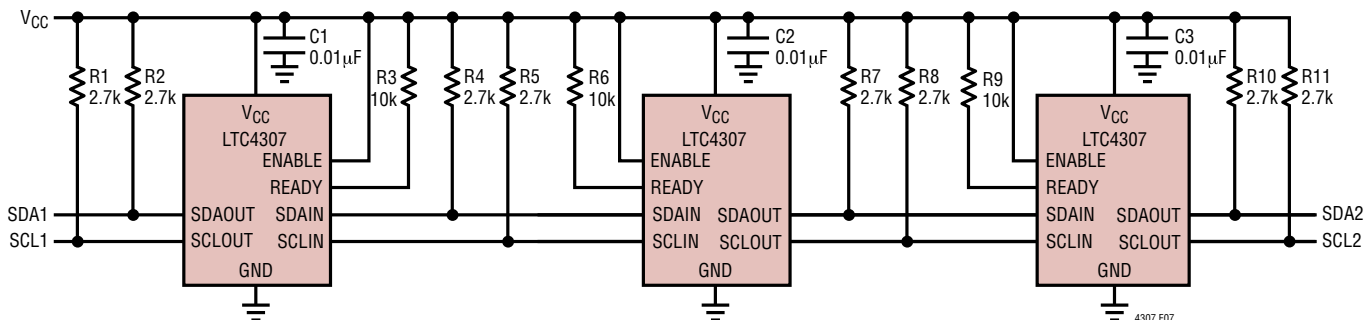 VCC
C1
0.01μF
C2
0.01μF
C3
0.01μF
R1
2.7k
R2
2.7k
R3
10k
R4
2.7k
R5
2.7k
R6
10k
R7
2.7k
R8
2.7k
R9
10k
R10
2.7k
R11
2.7k
VCC
LTC4307
ENABLE
READY
SDAOUT SDAIN
SCLOUT SCLIN
GND
VCC
LTC4307
ENABLE
READY
SDAIN SDAOUT
SCLIN SCLOUT
GND
VCC
LTC4307
ENABLE
READY
SDAIN SDAOUT
SCLIN SCLOUT
GND
SDA1
SCL1
SDA2
SCL2
4307 F07